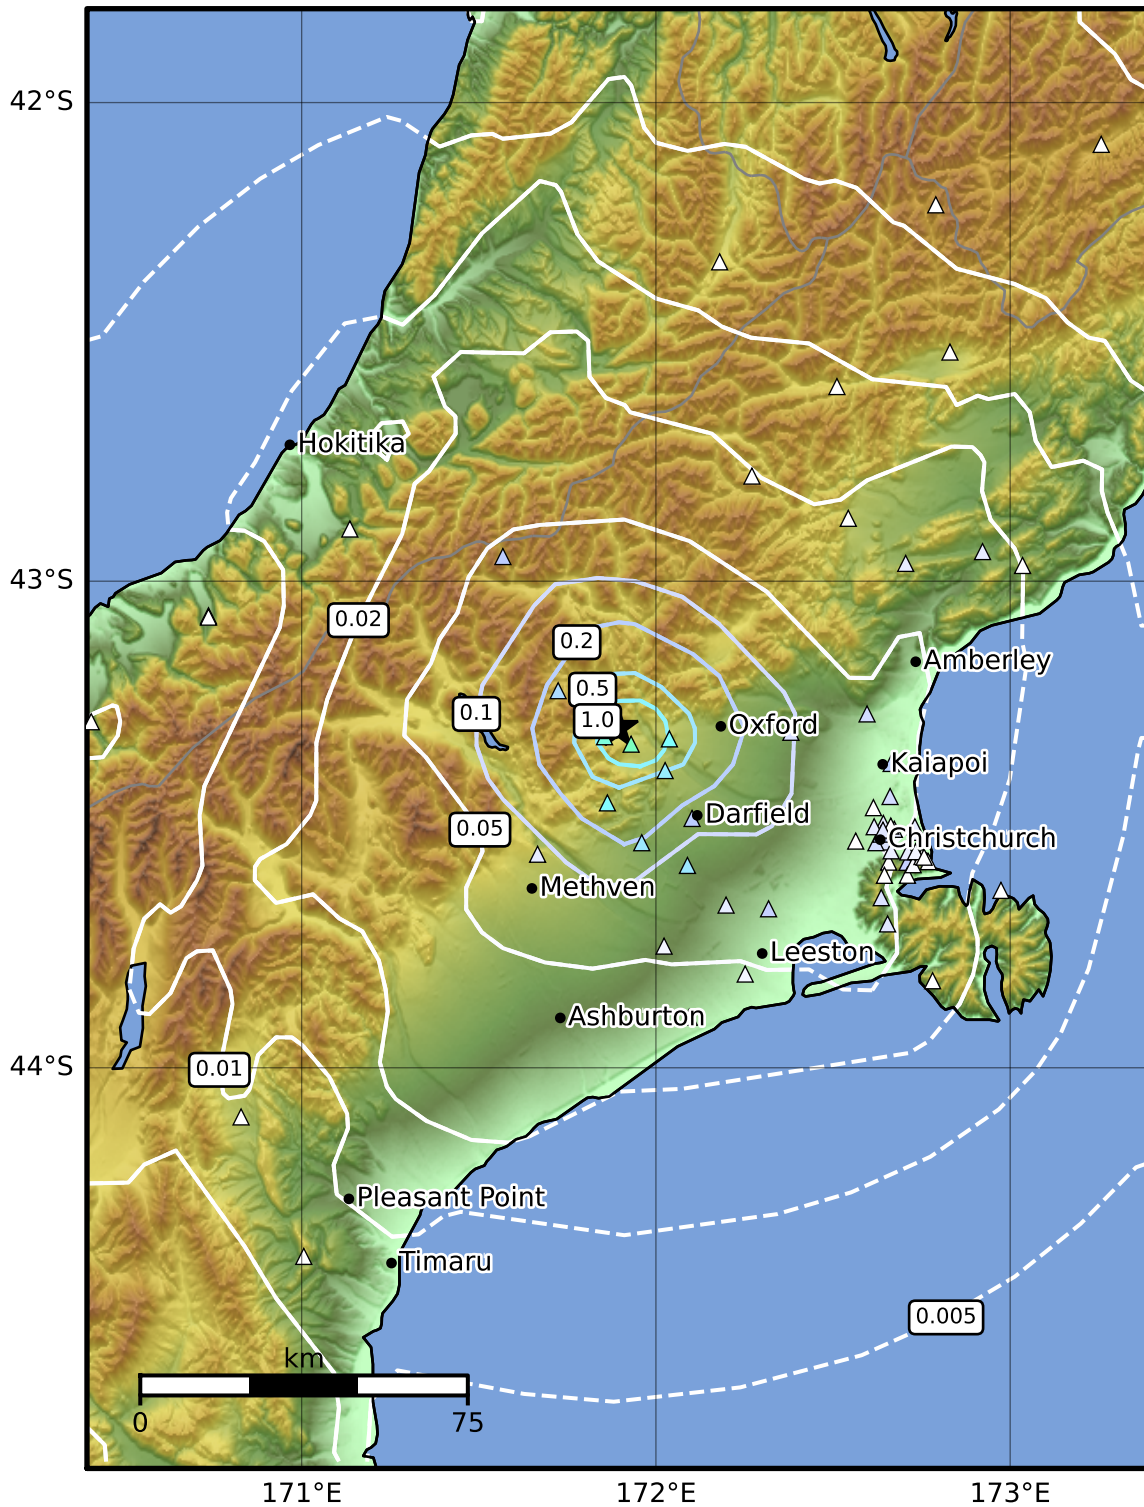 42°S
Hokitika
43°S
0.02
0.2
Amberley
0.5
0.1
1.0
Oxford
Kaiapoi
Darfield
0.05
Christchurch
Methven
Leeston
Ashburton
44°S
0.01
Pleasant Point
Timaru
0.005
km
0
75
171°E
172°E
173°E